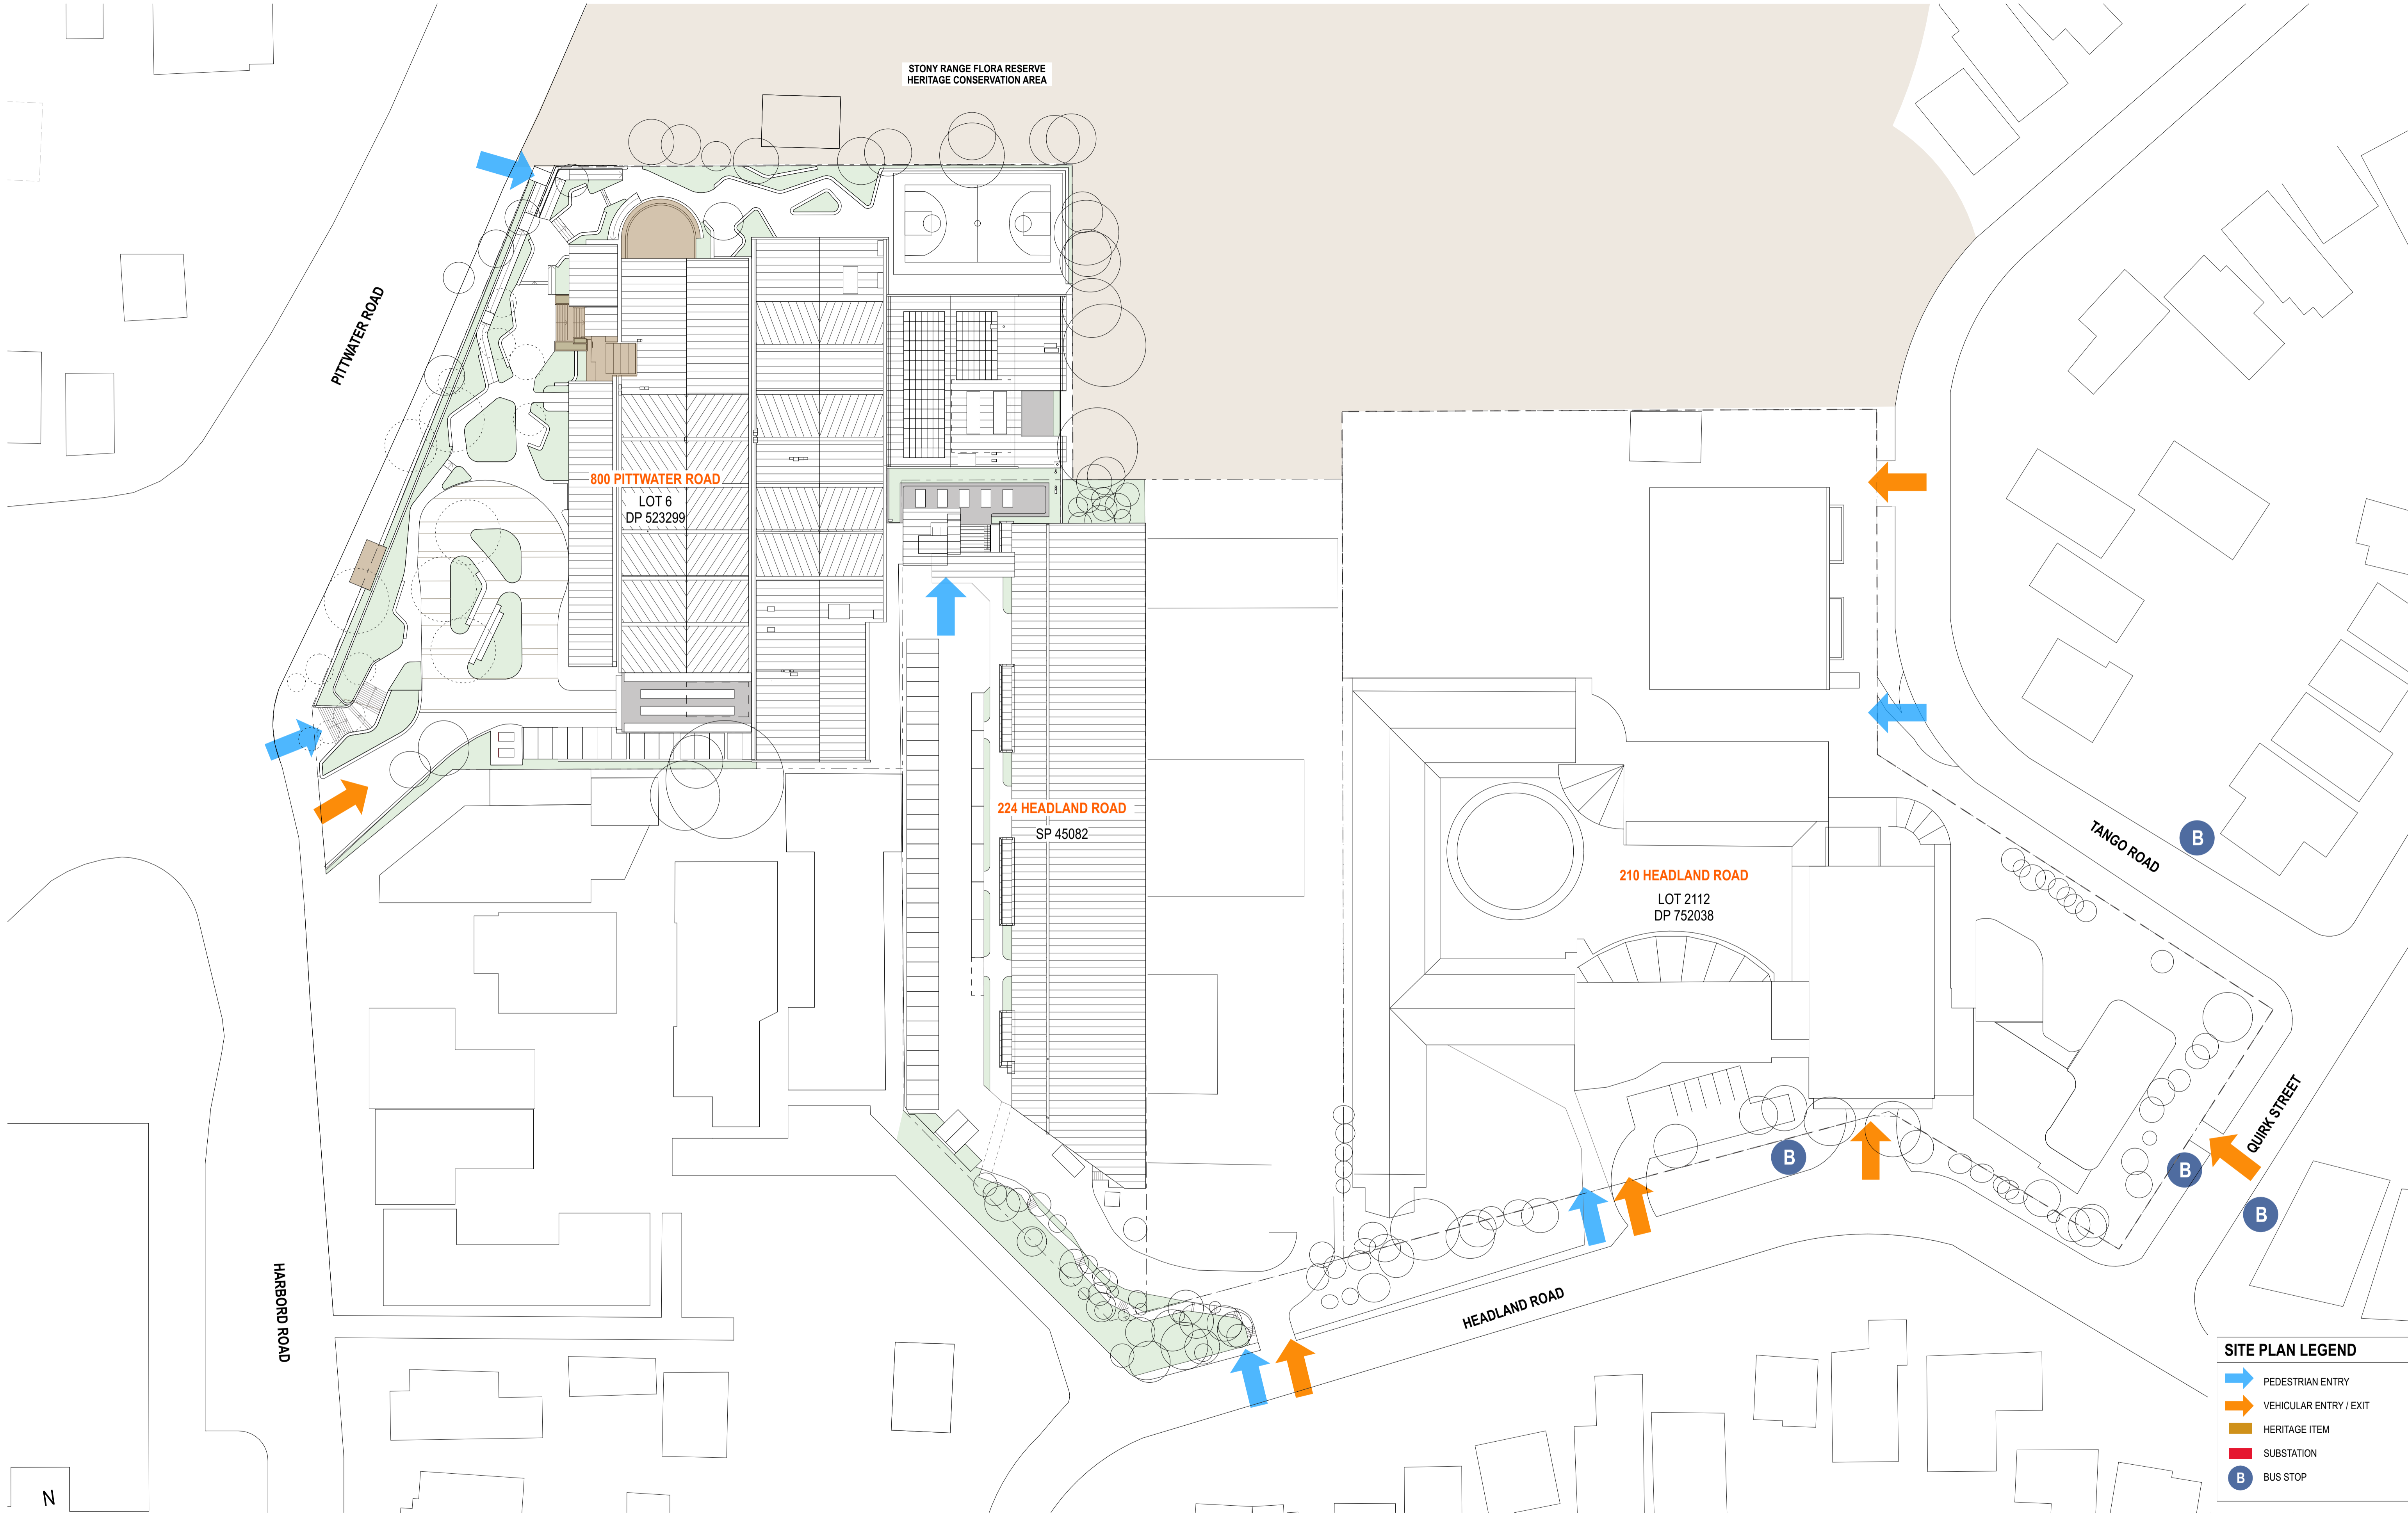 STONY RANGE FLORA RESERVE
HERITAGE CONSERVATION AREA
PITTWATER ROAD
800 PITTWATER ROAD
LOT 6
DP 523299
224 HEADLAND ROAD
SP 45082
210 HEADLAND ROAD
LOT 2112
DP 752038
TANGO ROAD
B
QUIRK STREET
B
B
B
HARBORD ROAD
HEADLAND ROAD
N
SITE PLAN LEGEND
PEDESTRIAN ENTRY
VEHICULAR ENTRY / EXIT
HERITAGE ITEM
SUBSTATION
B BUS STOP